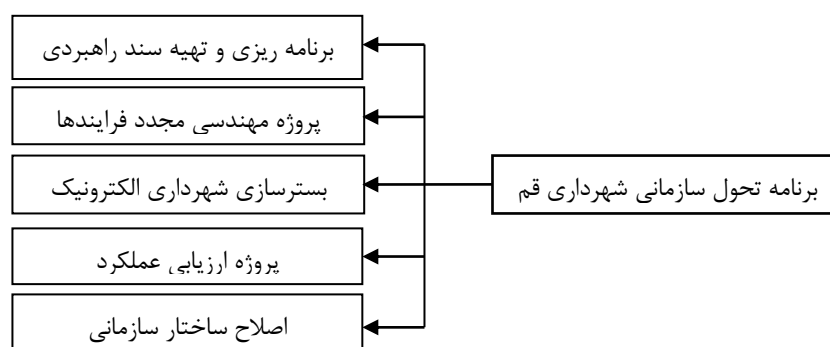 برنامه تحول سازمانی شهرداری قم
برنامه ریزی و تهیه سند راهبردی
پروژه مهندسی مجدد فرایندها
بسترسازی شهرداری الکترونیک
پروژه ارزیابی عملکرد
اصلاح ساختار سازمانی